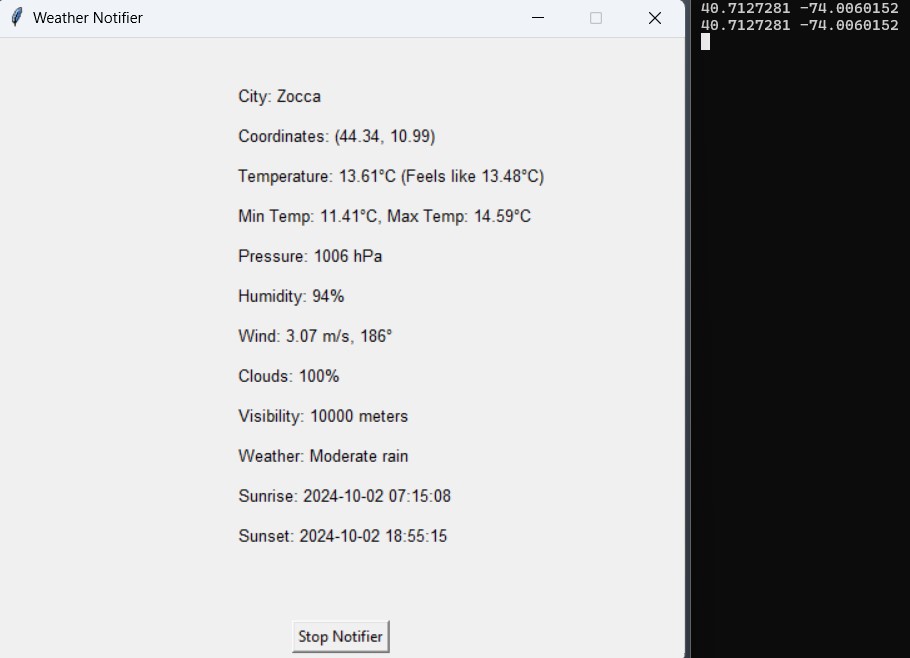 Weather Notifier
City: Zocca
Coordinates: (44.34, 10.99)
Temperature: 13.61°C (Feels like 13.48°C)
Min Temp: 11.41°C, Max Temp: 14.59°C
Pressure: 1006 hPa
Humidity: 94%
Wind: 3.07 m/s, 186°
Clouds: 100%
Visibility: 10000 meters
Weather: Moderate rain
Sunrise: 2024-10-02 07:15:08
Sunset: 2024-10-02 18:55:15
Stop Notifier
40.7127281 -74.0060152
40.7127281 -74.0060152